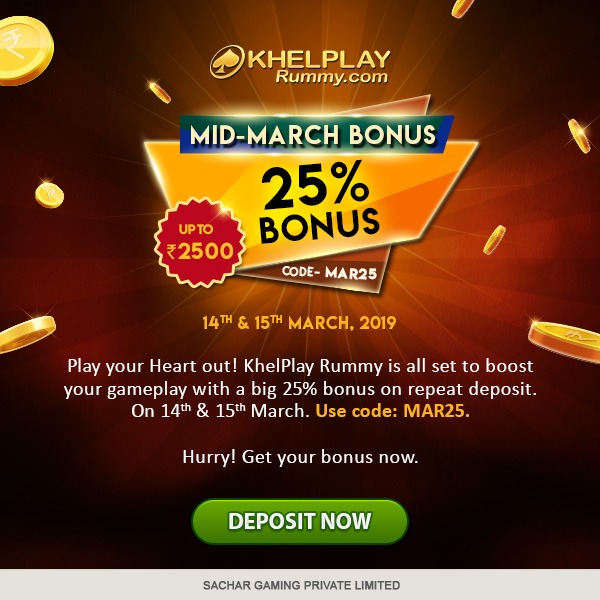 KHELPLAY
Rummy.com
MID-MARCH BONUS
25%
BONUS
UPTO
₹2500
CODE- MAR25
14TH & 15TH MARCH, 2019
Play your Heart out! KhelPlay Rummy is all set to boost
your gameplay with a big 25% bonus on repeat deposit.
On 14th & 15th March. Use code: MAR25.
Hurry! Get your bonus now.
DEPOSIT NOW
SACHAR GAMING PRIVATE LIMITED